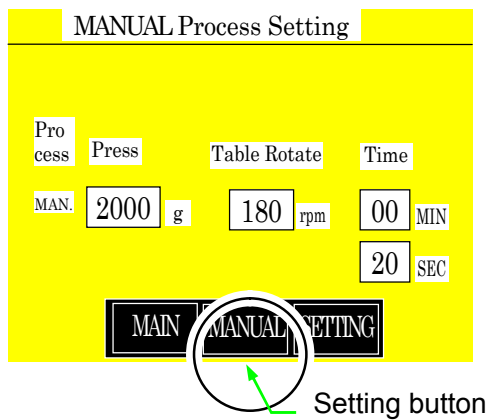 MANUAL Process Setting
Pro
cess Press Table Rotate Time
MAN. 2000 g 180 rpm 00 MIN
20 SEC
MAIN MANUAL SETTING
Setting button